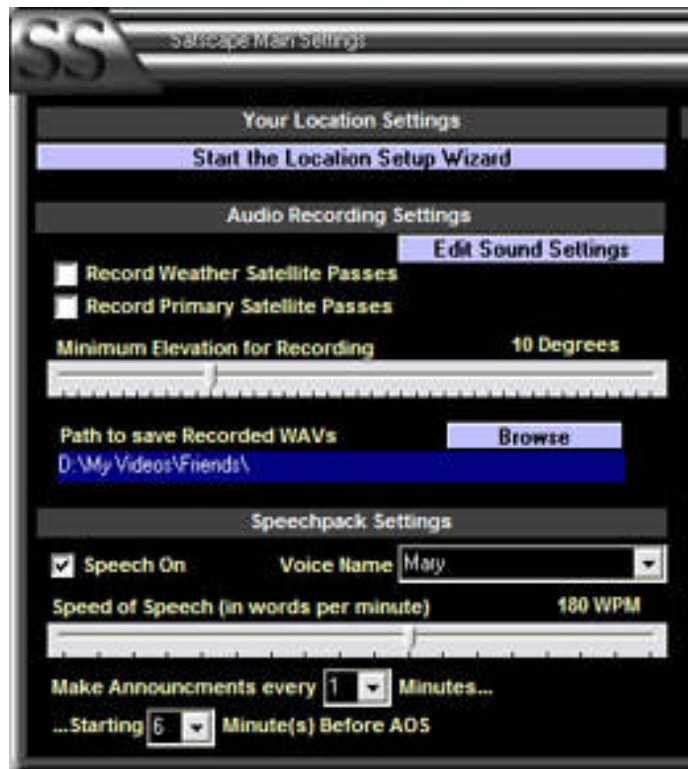 SS
Satscape Main Settings
Your Location Settings
Start the Location Setup Wizard
Audio Recording Settings
Edit Sound Settings
Record Weather Satellite Passes
Record Primary Satellite Passes
Minimum Elevation for Recording 10 Degrees
Path to save Recorded WAVs Browse
D:\My Videos\Friends\
Speechpack Settings
Speech On Voice Name Mary
Speed of Speech (in words per minute) 180 WPM
Make Announcments every 1 Minutes...
...Starting 6 Minute(s) Before AOS